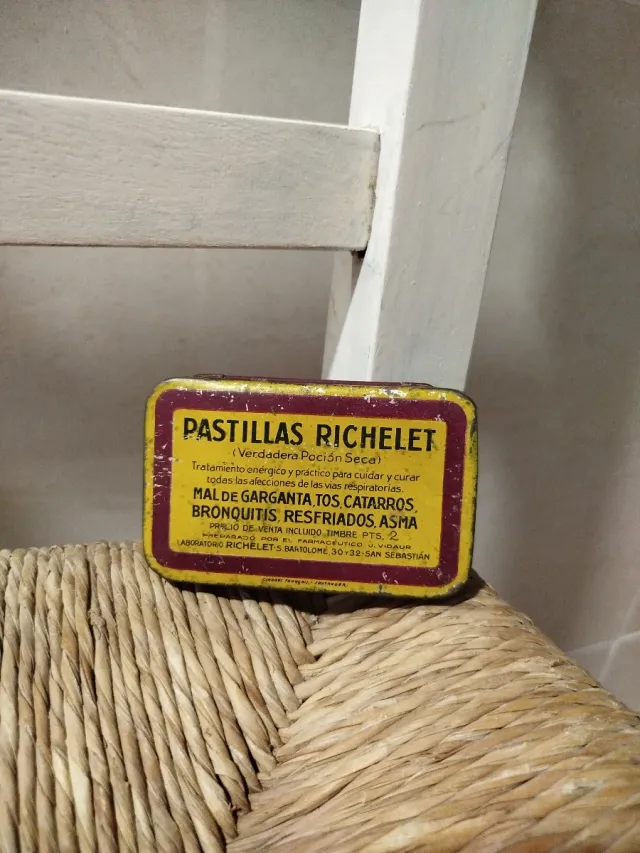 PASTILLAS RICHELET
(Verdadera Poción Seca)
Tratamiento enérgico y práctico para cuidar y curar
todas las afecciones de las vías respiratorias.
MAL DE GARGANTA, TOS, CATARROS,
BRONQUITIS, RESFRIADOS, ASMA
PRECIO DE VENTA INCLUIDO TIMBRE PTS. 2
PREPARADO POR EL FARMACEUTICO J. VIDAUR
LABORATORIO RICHELET-S. BARTOLOMÉ, 30 Y 32-SAN SEBASTIÁN